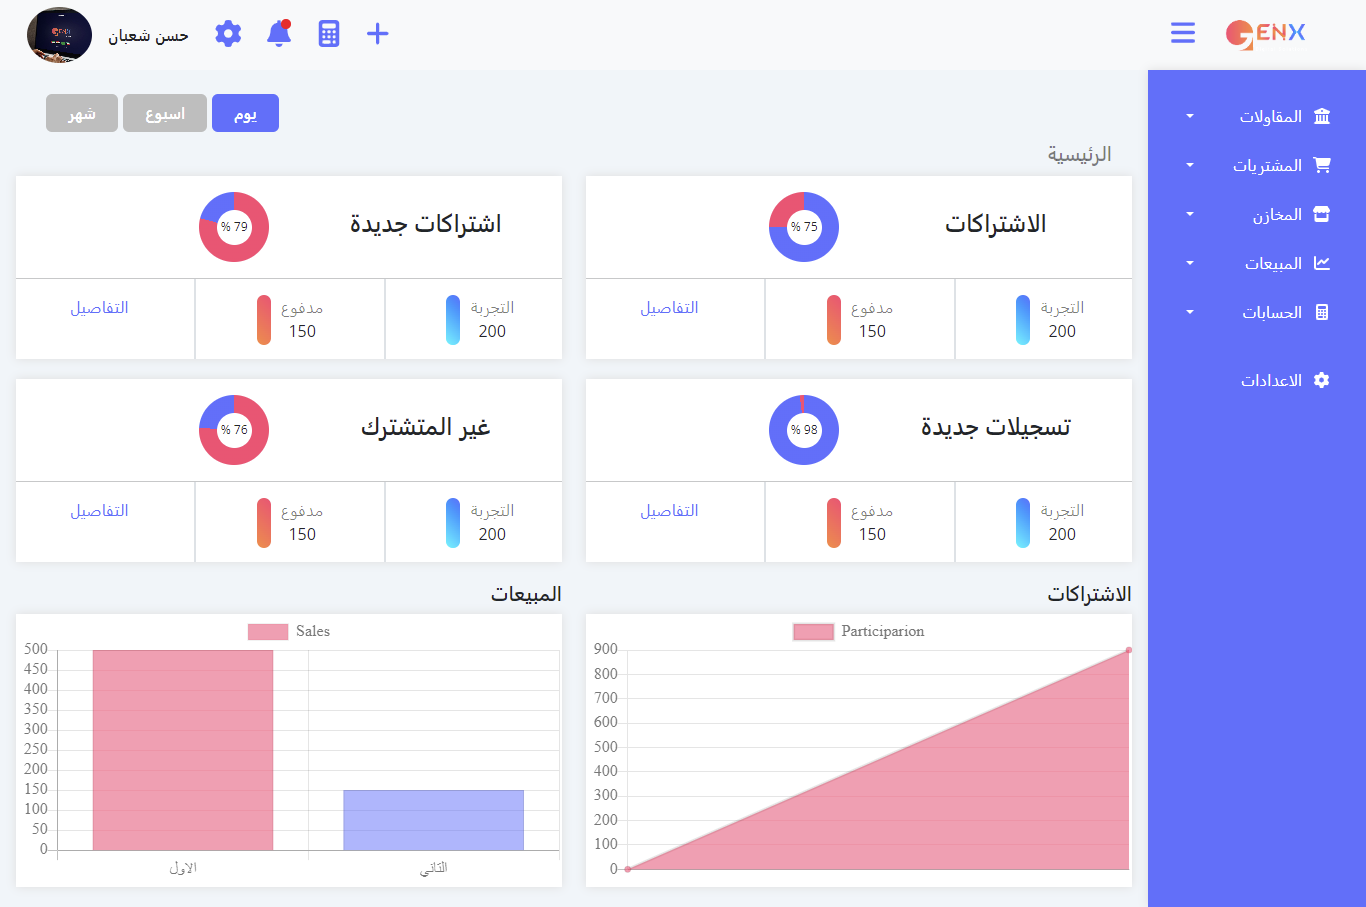 GENX
حسن شعبان
المقاولات
المشتريات
المخازن
المبيعات
الحسابات
الاعدادات
يوم
اسبوع
شهر
الرئيسية
الاشتراكات
% 75
التجربة
200
مدفوع
150
التفاصيل
اشتراكات جديدة
% 79
التجربة
200
مدفوع
150
التفاصيل
تسجيلات جديدة
% 98
التجربة
200
مدفوع
150
التفاصيل
غير المتشترك
% 76
التجربة
200
مدفوع
150
التفاصيل
الاشتراكات
Participarion
900
800
700
600
500
400
300
200
100
0
المبيعات
Sales
500
450
400
350
300
250
200
150
100
50
0
الاول
الثاني